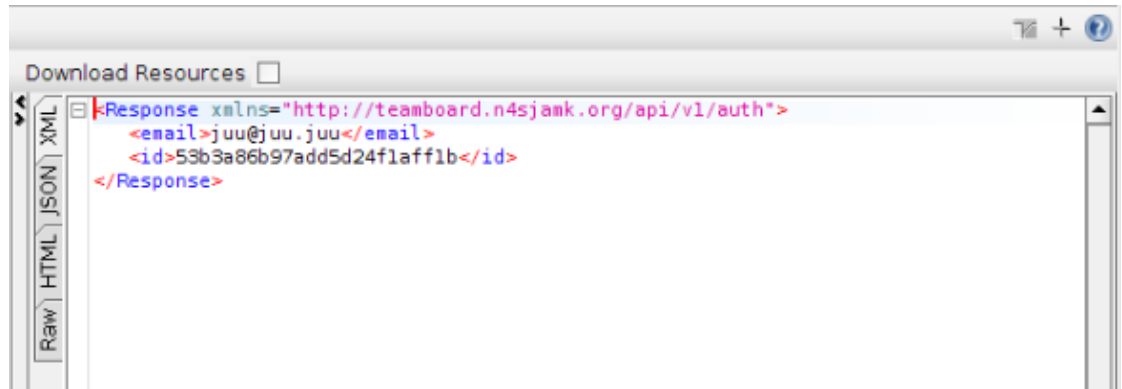 Download Resources
<Response xmlns="http://teamboard.n4sjamk.org/api/v1/auth">
<email>juu@juu.juu</email>
<id>53b3a86b97add5d24f1aff1b</id>
</Response>
XML
JSON
HTML
Raw